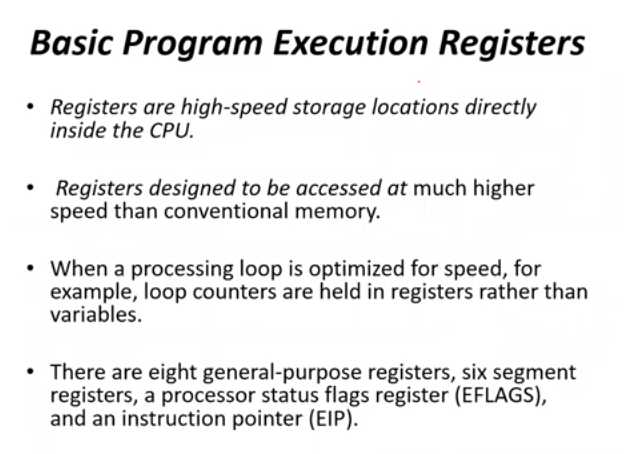 Basic Program Execution Registers
• Registers are high-speed storage locations directly
inside the CPU.
• Registers designed to be accessed at much higher
speed than conventional memory.
• When a processing loop is optimized for speed, for
example, loop counters are held in registers rather than
variables.
• There are eight general-purpose registers, six segment
registers, a processor status flags register (EFLAGS),
and an instruction pointer (EIP).